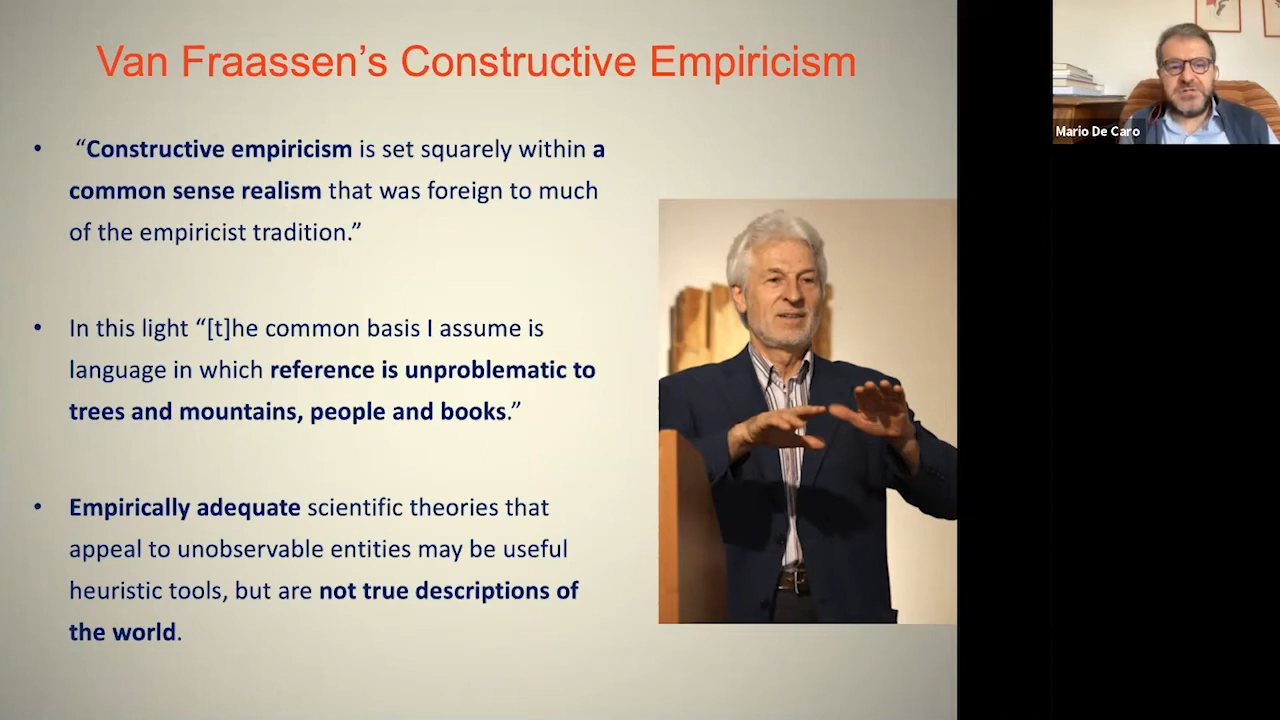 Van Fraassen’s Constructive Empiricism
• “Constructive empiricism is set squarely within a
common sense realism that was foreign to much
of the empiricist tradition.”
• In this light “[t]he common basis I assume is
language in which reference is unproblematic to
trees and mountains, people and books.”
• Empirically adequate scientific theories that
appeal to unobservable entities may be useful
heuristic tools, but are not true descriptions of
the world.
Mario De Caro